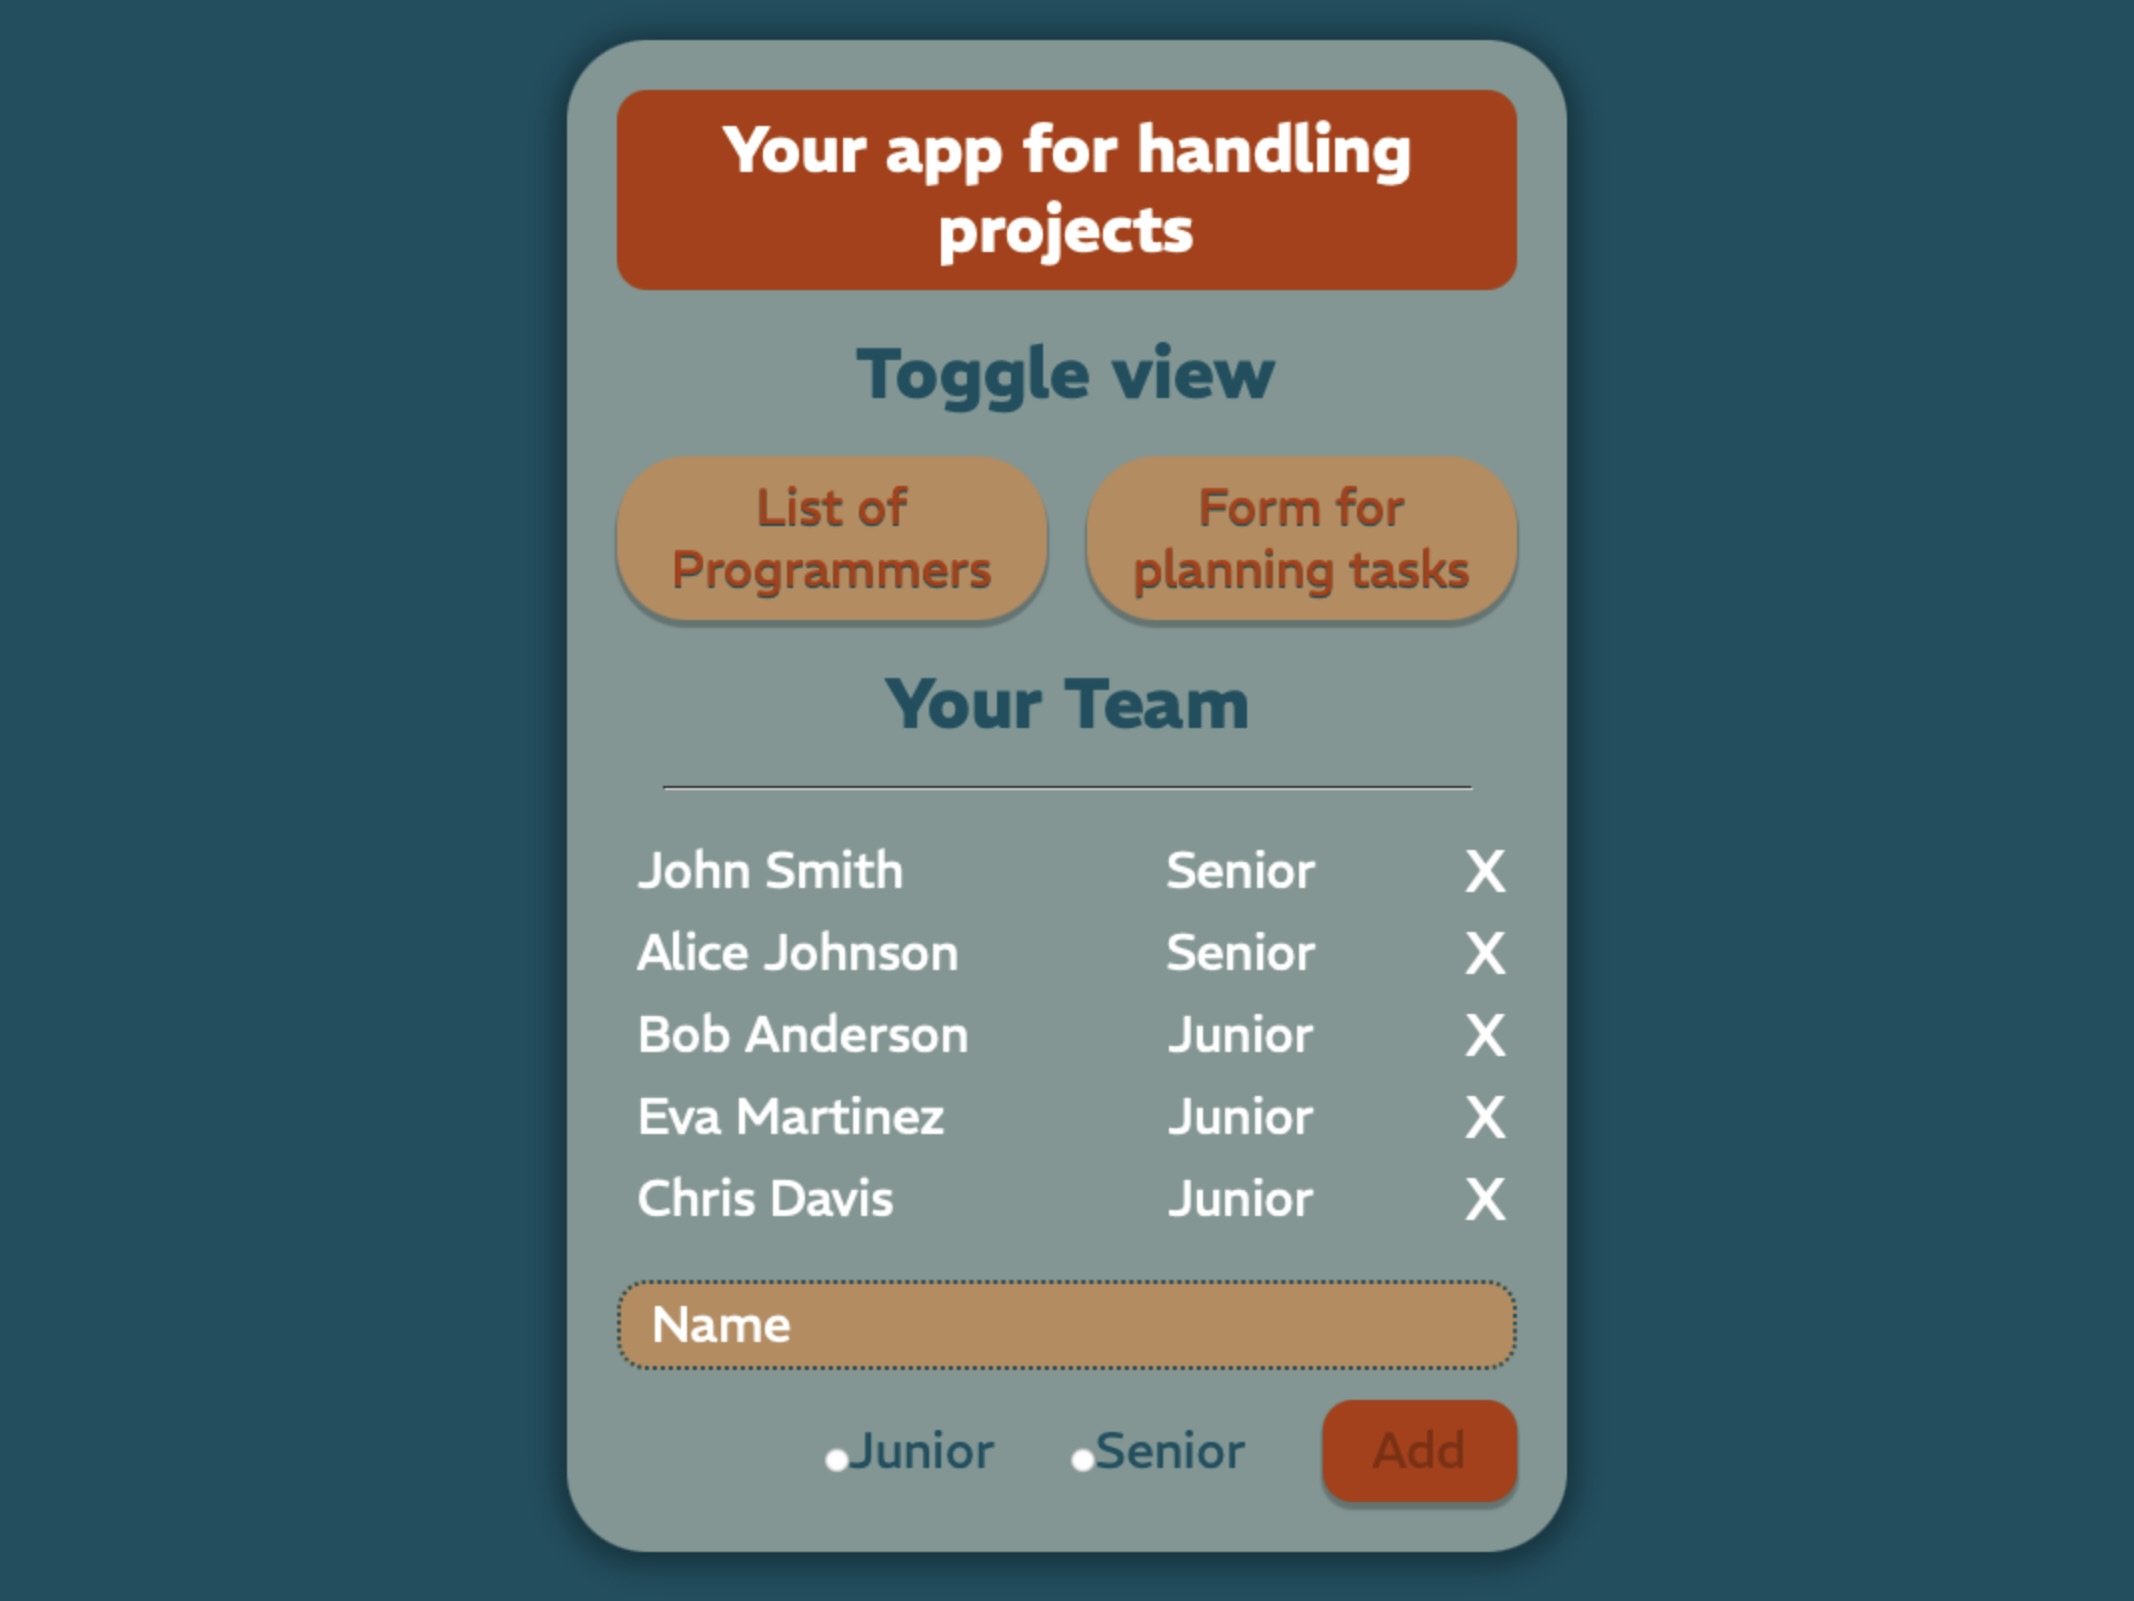 Your app for handling
projects
Toggle view
List of
Programmers
Form for
planning tasks
Your Team
John Smith Senior X
Alice Johnson Senior X
Bob Anderson Junior X
Eva Martinez Junior X
Chris Davis Junior X
Name
Junior Senior Add